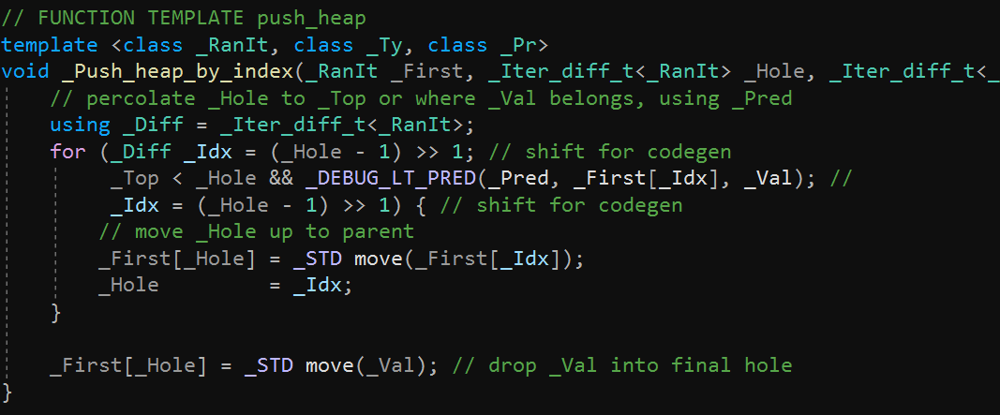 // FUNCTION TEMPLATE push_heap
template <class _RanIt, class _Ty, class _Pr>
void _Push_heap_by_index(_RanIt _First, _Iter_diff_t<_RanIt> _Hole, _Iter_diff_t<_
// percolate _Hole to _Top or where _Val belongs, using _Pred
using _Diff = _Iter_diff_t<_RanIt>;
for (_Diff _Idx = (_Hole - 1) >> 1; // shift for codegen
_Top < _Hole && _DEBUG_LT_PRED(_Pred, _First[_Idx], _Val); //
_Idx = (_Hole - 1) >> 1) { // shift for codegen
// move _Hole up to parent
_First[_Hole] = _STD move(_First[_Idx]);
_Hole           = _Idx;
}
_First[_Hole] = _STD move(_Val); // drop _Val into final hole
}